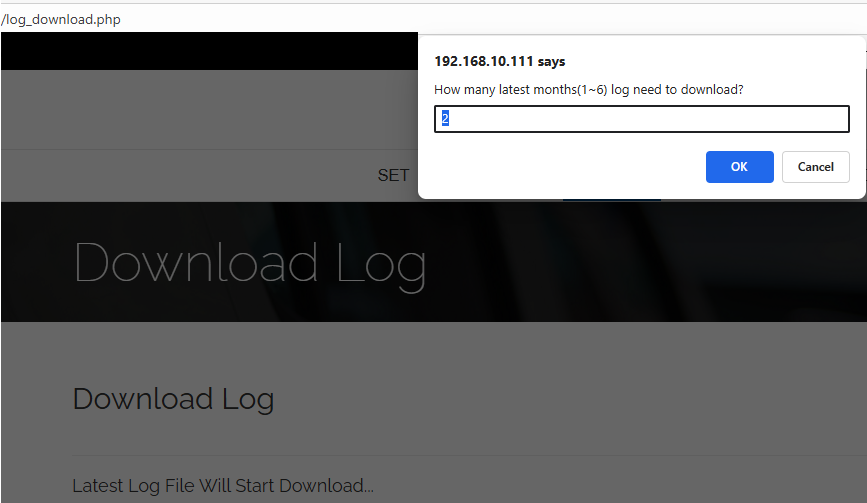 /log_download.php
192.168.10.111 says
How many latest months(1~6) log need to download?
2
OK
Cancel
SET
Download Log
Download Log
Latest Log File Will Start Download...